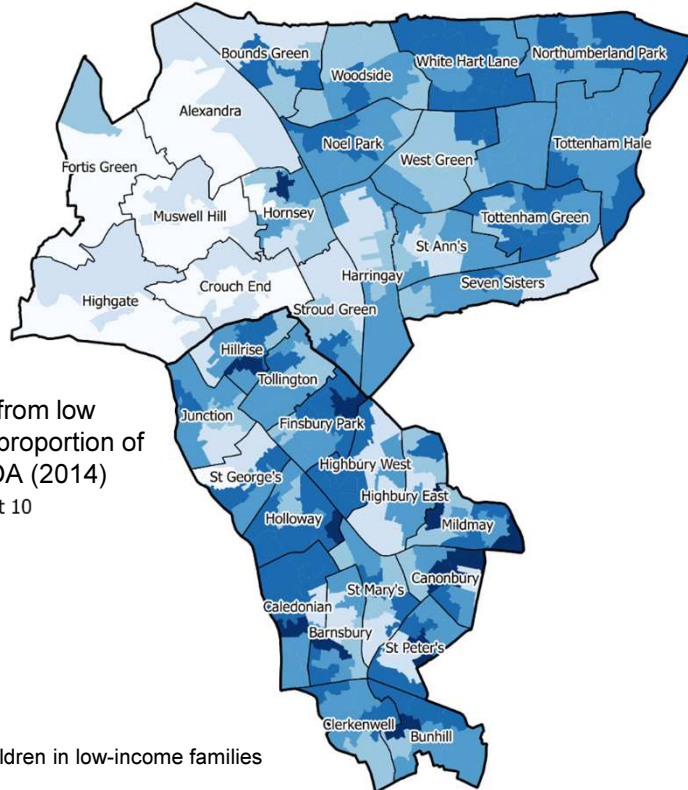 Bounds Green
Woodside
White Hart Lane
Northumberland Park
Alexandra
Noel Park
West Green
Tottenham Hale
Fortis Green
Muswell Hill
Hornsey
Tottenham Green
St Ann's
Harringay
Seven Sisters
Crouch End
Highgate
Stroud Green
Hillrise
Tollington
from low
Junction
Finsbury Park
proportion of
Highbury West
DA (2014)
St George's
t 10
Highbury East
Holloway
Mildmay
Canonbury
St Mary's
Caledonian
Barnsbury
St Peter's
Clerkenwell
Bunhill
ldren in low-income families